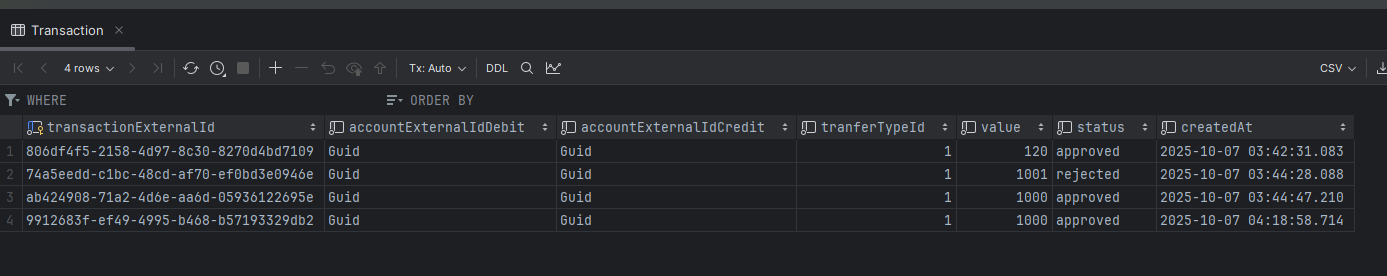 Transaction
4 rows Tx: Auto DDL CSV
WHERE ORDER BY
transactionExternalId accountExternalIdDebit accountExternalIdCredit tranferTypeId value status createdAt
1 806df4f5-2158-4d97-8c30-8270d4bd7109 Guid Guid 1 120 approved 2025-10-07 03:42:31.083
2 74a5eedd-c1bc-48cd-af70-ef0bd3e0946e Guid Guid 1 1001 rejected 2025-10-07 03:44:28.088
3 ab424908-71a2-4d6e-aa6d-05936122695e Guid Guid 1 1000 approved 2025-10-07 03:44:47.210
4 9912683f-ef49-4995-b468-b57193329db2 Guid Guid 1 1000 approved 2025-10-07 04:18:58.714